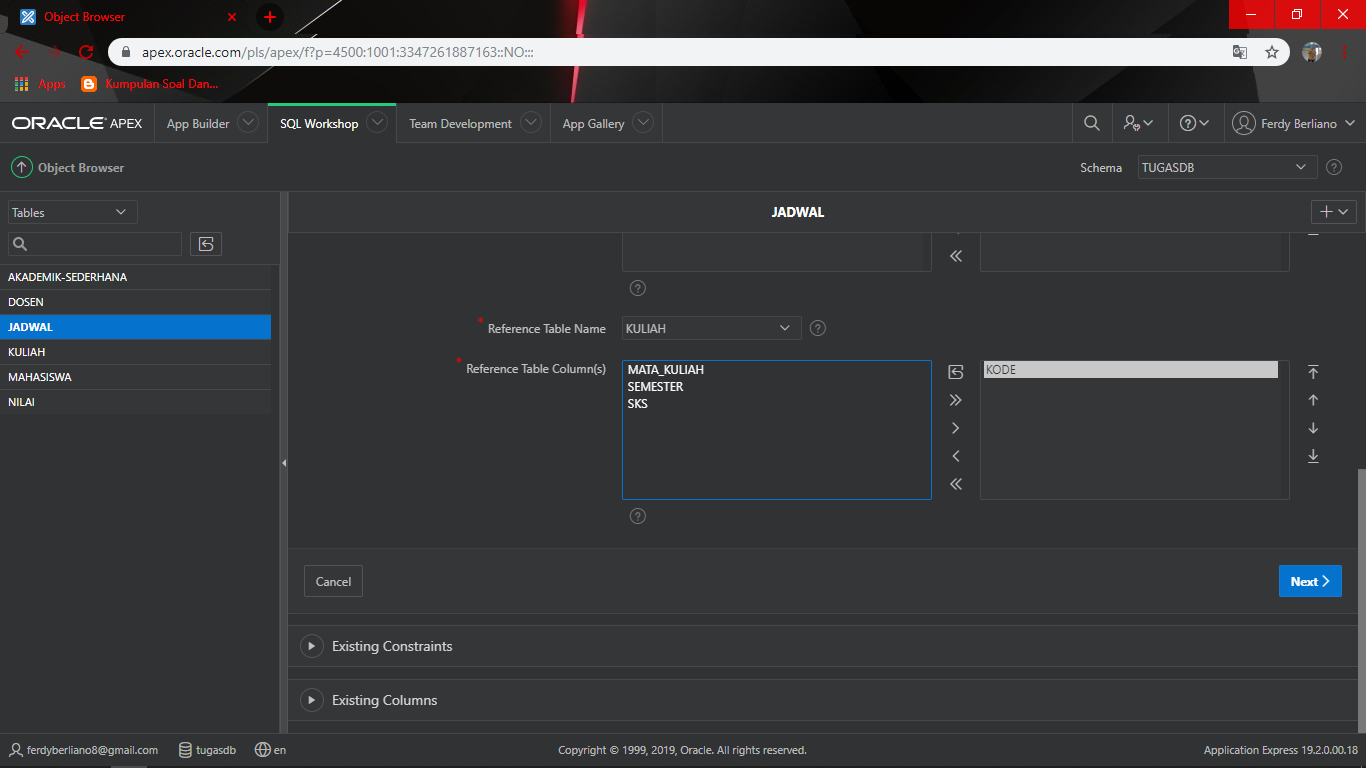 Object Browser
apex.oracle.com/pls/apex/f?p=4500:1001:3347261887163::NO:::
Apps Kumpulan Soal Dan...
ORACLE APEX App Builder SQL Workshop Team Development App Gallery Ferdy Berliano
Object Browser Schema TUGASDB
Tables
JADWAL
AKADEMIK-SEDERHANA
DOSEN
JADWAL
KULIAH
MAHASISWA
NILAI
* Reference Table Name KULIAH
* Reference Table Column(s)
MATA_KULIAH
SEMESTER
SKS
KODE
Cancel
Next
Existing Constraints
Existing Columns
ferdyberliano8@gmail.com tugasdb en Copyright © 1999, 2019, Oracle. All rights reserved. Application Express 19.2.0.00.18